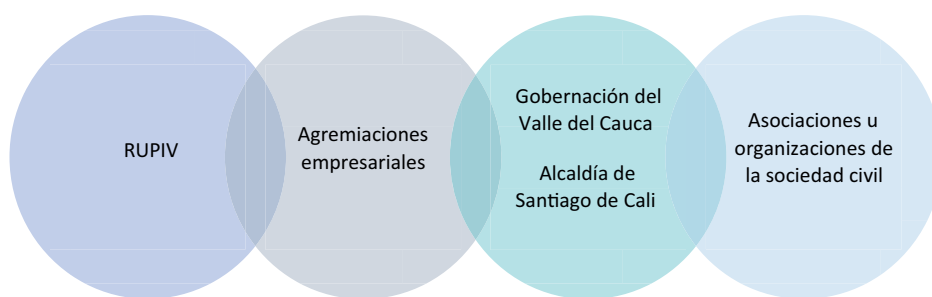 RUPIV
Agremiaciones
empresariales
Gobernación del
Valle del Cauca
Alcaldía de
Santiago de Cali
Asociaciones u
organizaciones de
la sociedad civil